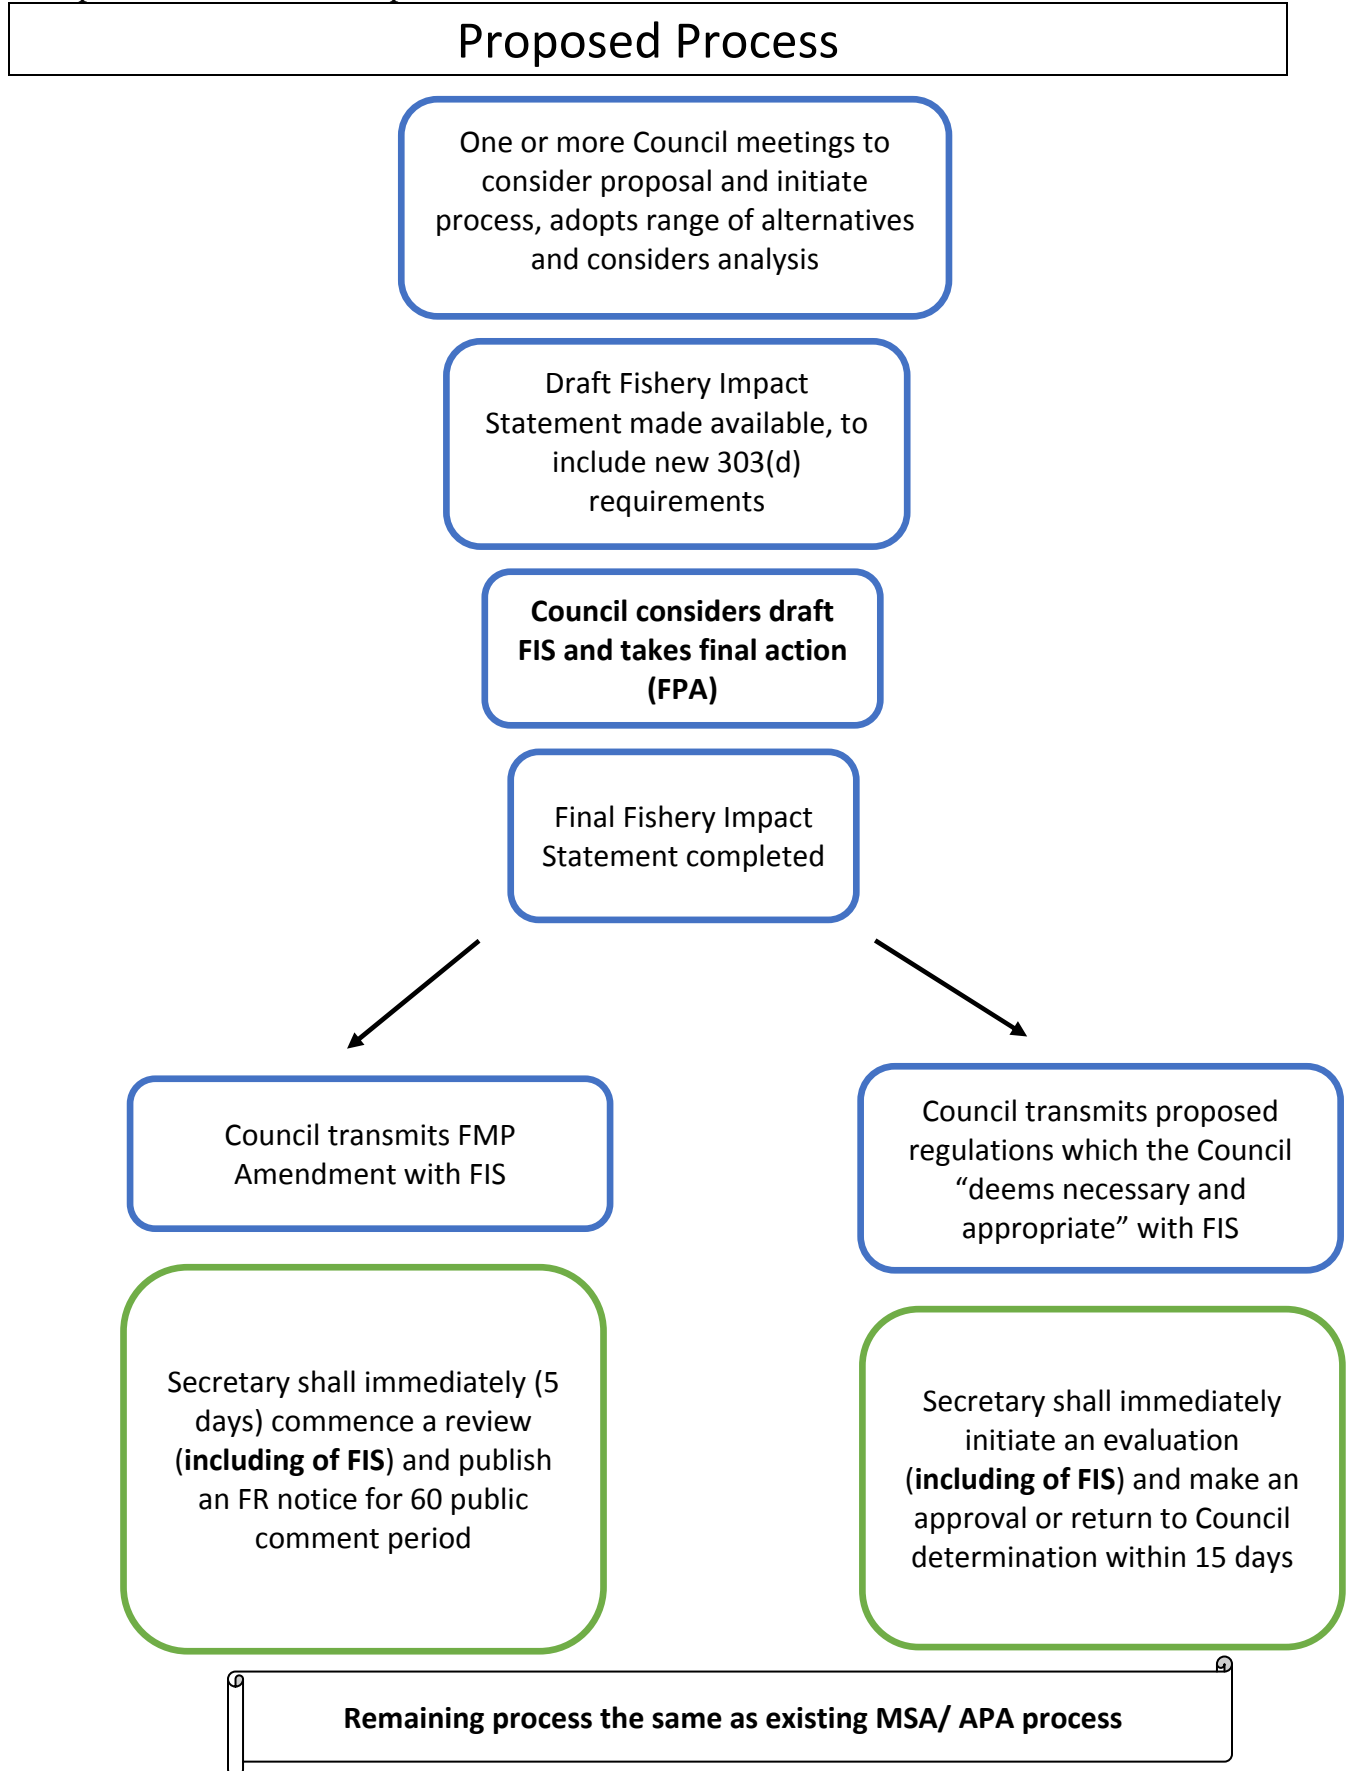 Proposed Process
One or more Council meetings to
consider proposal and initiate
process, adopts range of alternatives
and considers analysis
Draft Fishery Impact
Statement made available, to
include new 303(d)
requirements
Council considers draft
FIS and takes final action
(FPA)
Final Fishery Impact
Statement completed
Council transmits FMP
Amendment with FIS
Council transmits proposed
regulations which the Council
“deems necessary and
appropriate” with FIS
Secretary shall immediately (5
days) commence a review
(including of FIS) and publish
an FR notice for 60 public
comment period
Secretary shall immediately
initiate an evaluation
(including of FIS) and make an
approval or return to Council
determination within 15 days
Remaining process the same as existing MSA/ APA process